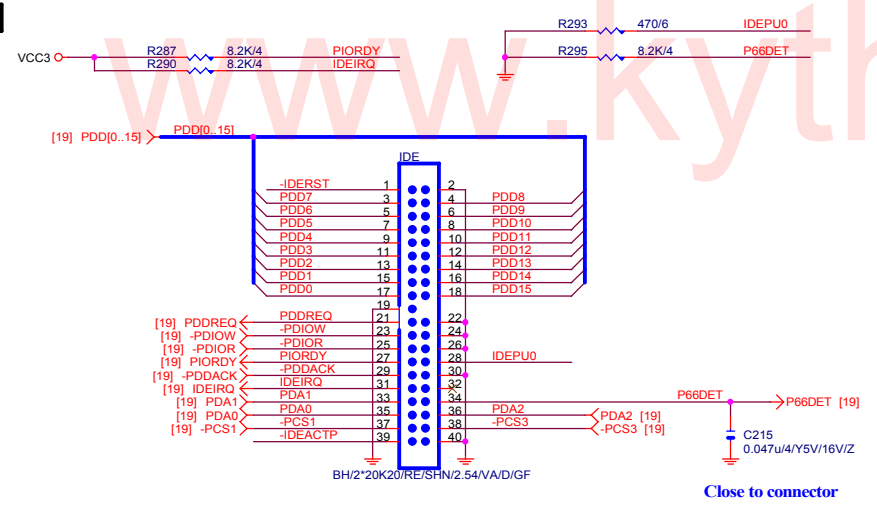 R293 470/6 IDEPU0
R287 8.2K/4 PIORDY
R295 8.2K/4 P66DET
VCC3
R290 8.2K/4 IDEIRQ
www.kyth
[19] PDD[0..15] PDD[0..15]
IDE
-IDERST 1 2
PDD7 3 4 PDD8
PDD6 5 6 PDD9
PDD5 7 8 PDD10
PDD4 9 10 PDD11
PDD3 11 12 PDD12
PDD2 13 14 PDD13
PDD1 15 16 PDD14
PDD0 17 18 PDD15
19
[19] PDDREQ PDDREQ 21 22
[19] -PDIOW -PDIOW 23 24
[19] -PDIOR -PDIOR 25 26
[19] PIORDY PIORDY 27 28 IDEPU0
[19] -PDDACK -PDDACK 29 30
[19] IDEIRQ IDEIRQ 31 32
[19] PDA1 PDA1 33 34 P66DET P66DET [19]
[19] PDA0 PDA0 35 36 PDA2 PDA2 [19]
[19] -PCS1 -PCS1 37 38 -PCS3 -PCS3 [19]
-IDEACTP 39 40
C215
0.047u/4/Y5V/16V/Z
BH/2*20K20/RE/SHN/2.54/VA/D/GF
Close to connector